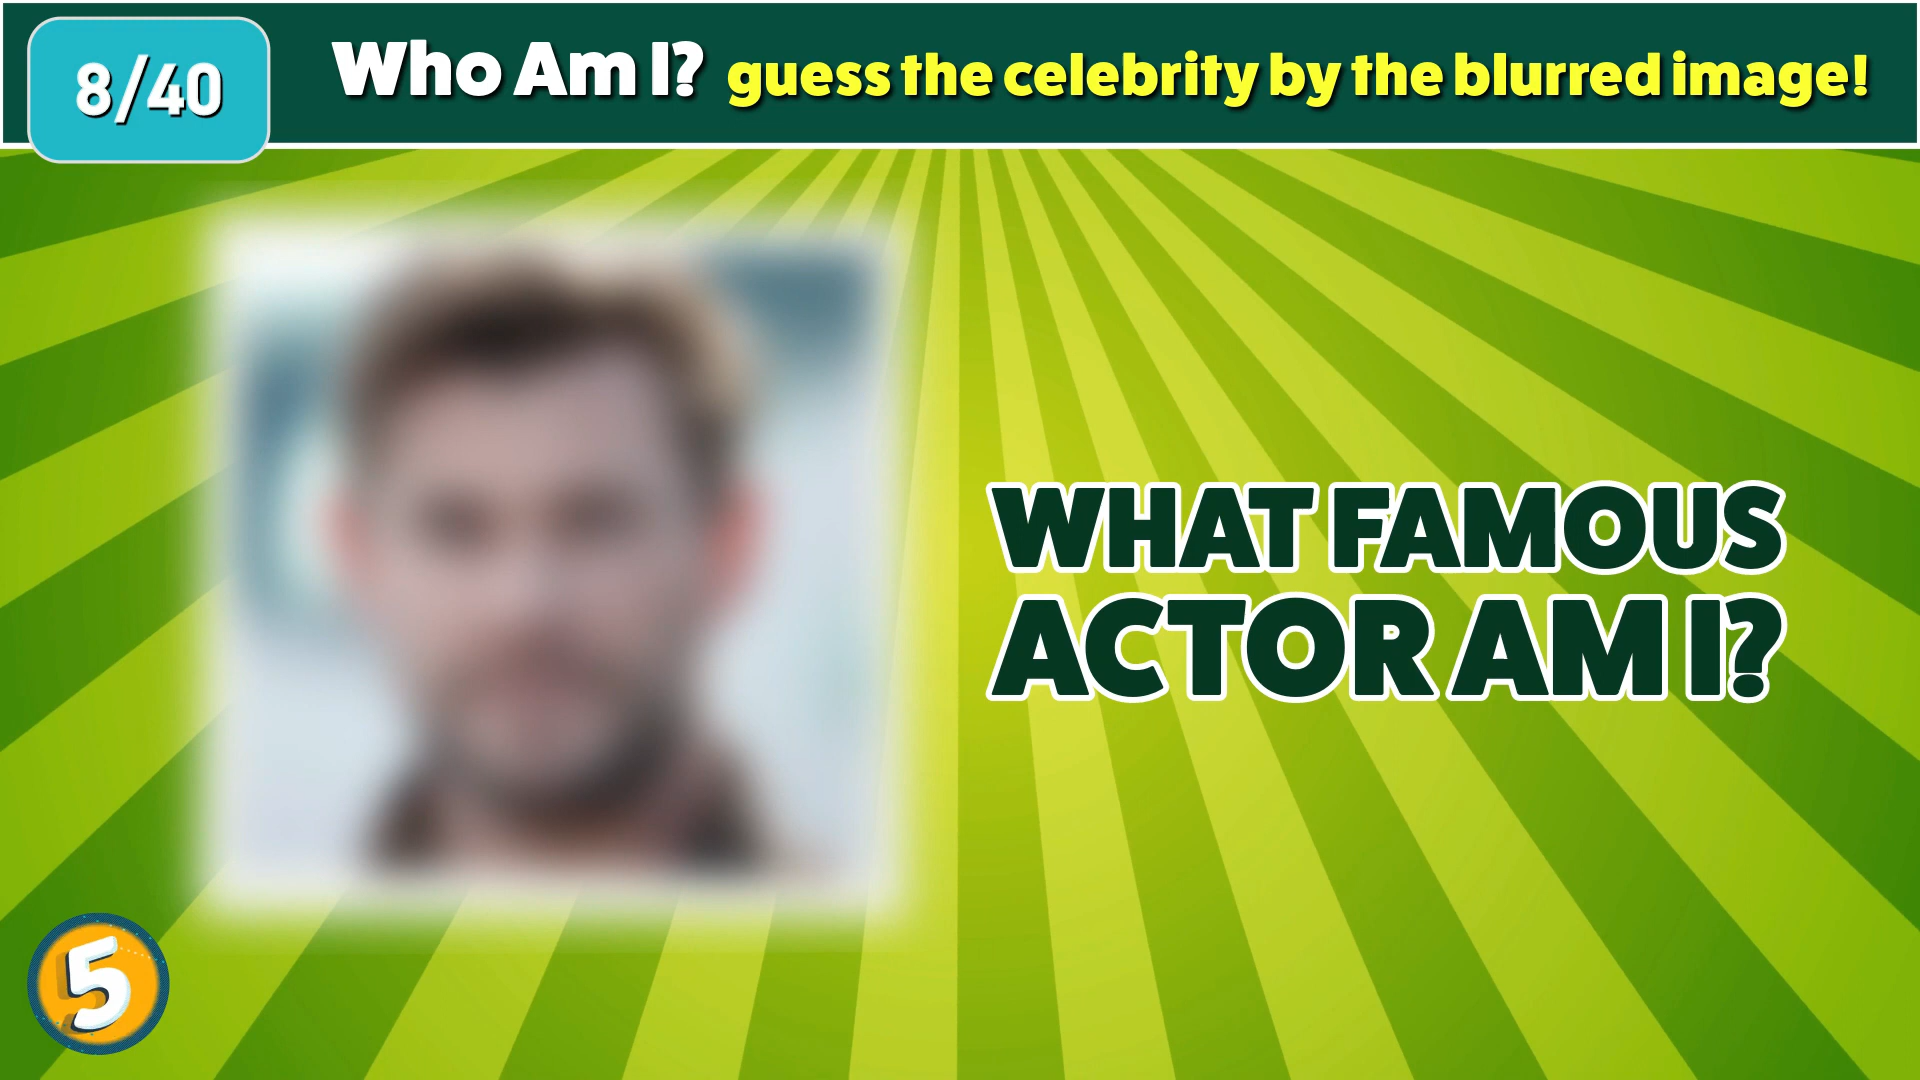 8/40
Who Am I? guess the celebrity by the blurred image!
WHAT FAMOUS
ACTOR AM I?
5